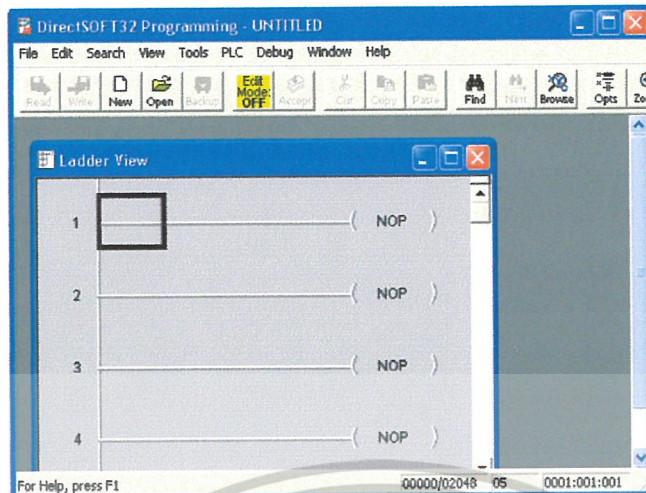 DirectSOFT32 Programming - UNTITLED
File Edit Search View Tools PLC Debug Window Help
Read Write New Open Backup Edit Mode: OFF Accept Cut Copy Paste Find Next Browse Opts
Ladder View
1 NOP
2 NOP
3 NOP
4 NOP
For Help, press F1 00000/02048 05 0001:001:001